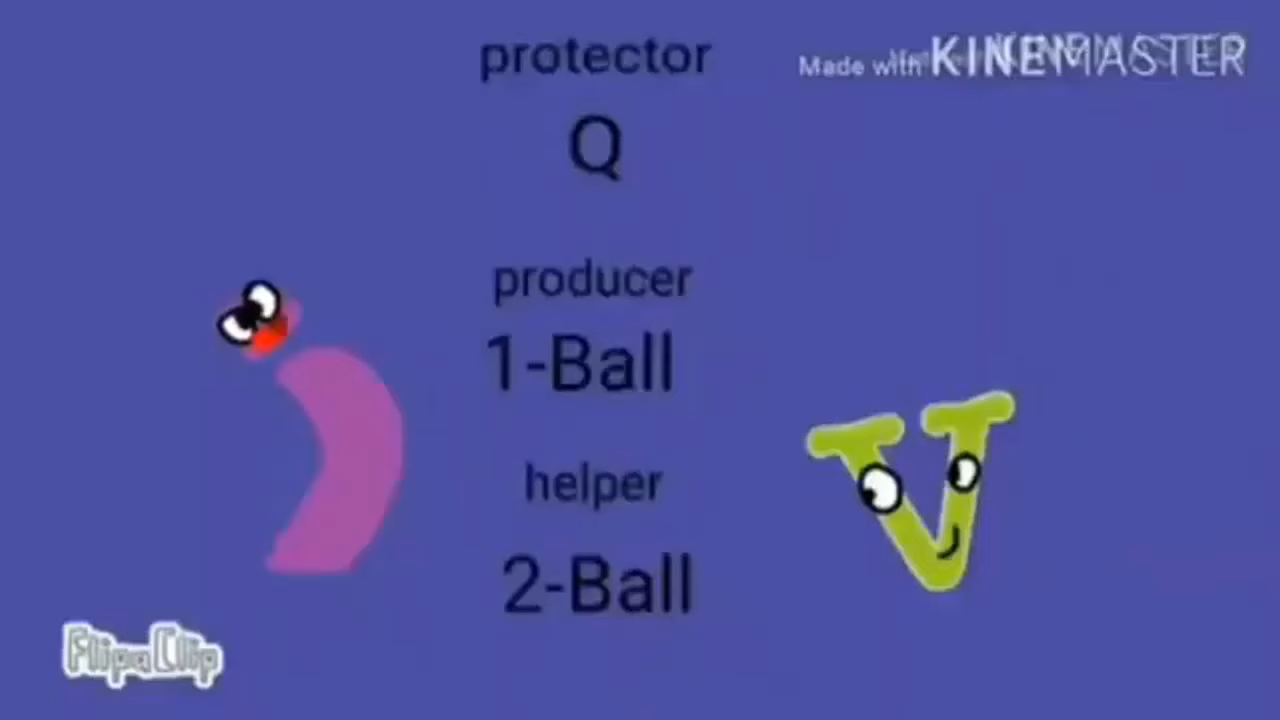 protector
Made with KINEMASTER
Q
producer
1-Ball
helper
2-Ball
FlipaClip